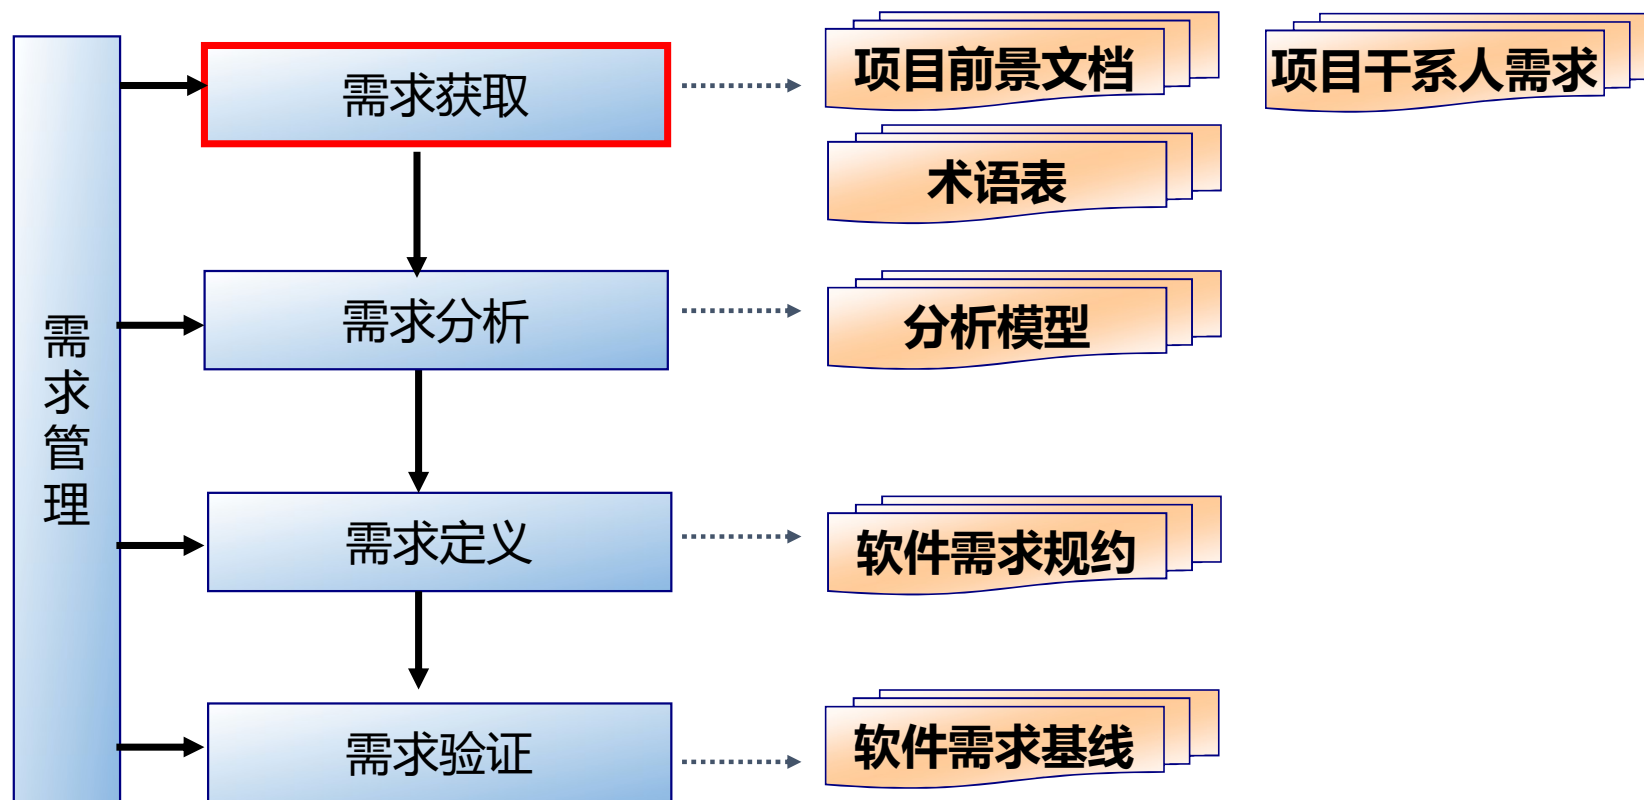 需求获取
项目前景文档
项目干系人需求
术语表
需求管理
需求分析
分析模型
需求定义
软件需求规约
需求验证
软件需求基线